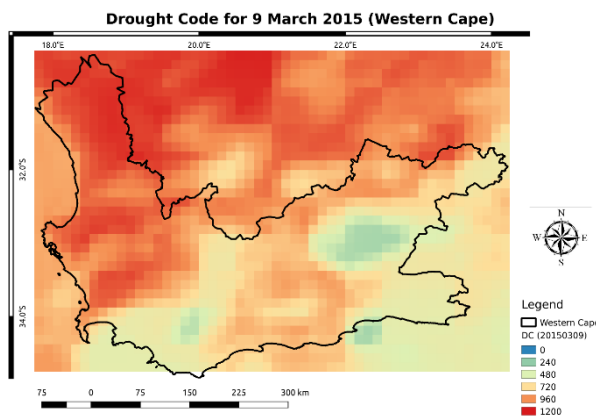 Drought Code for 9 March 2015 (Western Cape)
18.0°E 20.0°E 22.0°E 24.0°E
32.0°S
34.0°S
N
W E
S
Legend
Western Cape
DC (20150309)
0
240
480
720
960
1200
75 0 75 150 225 300 km